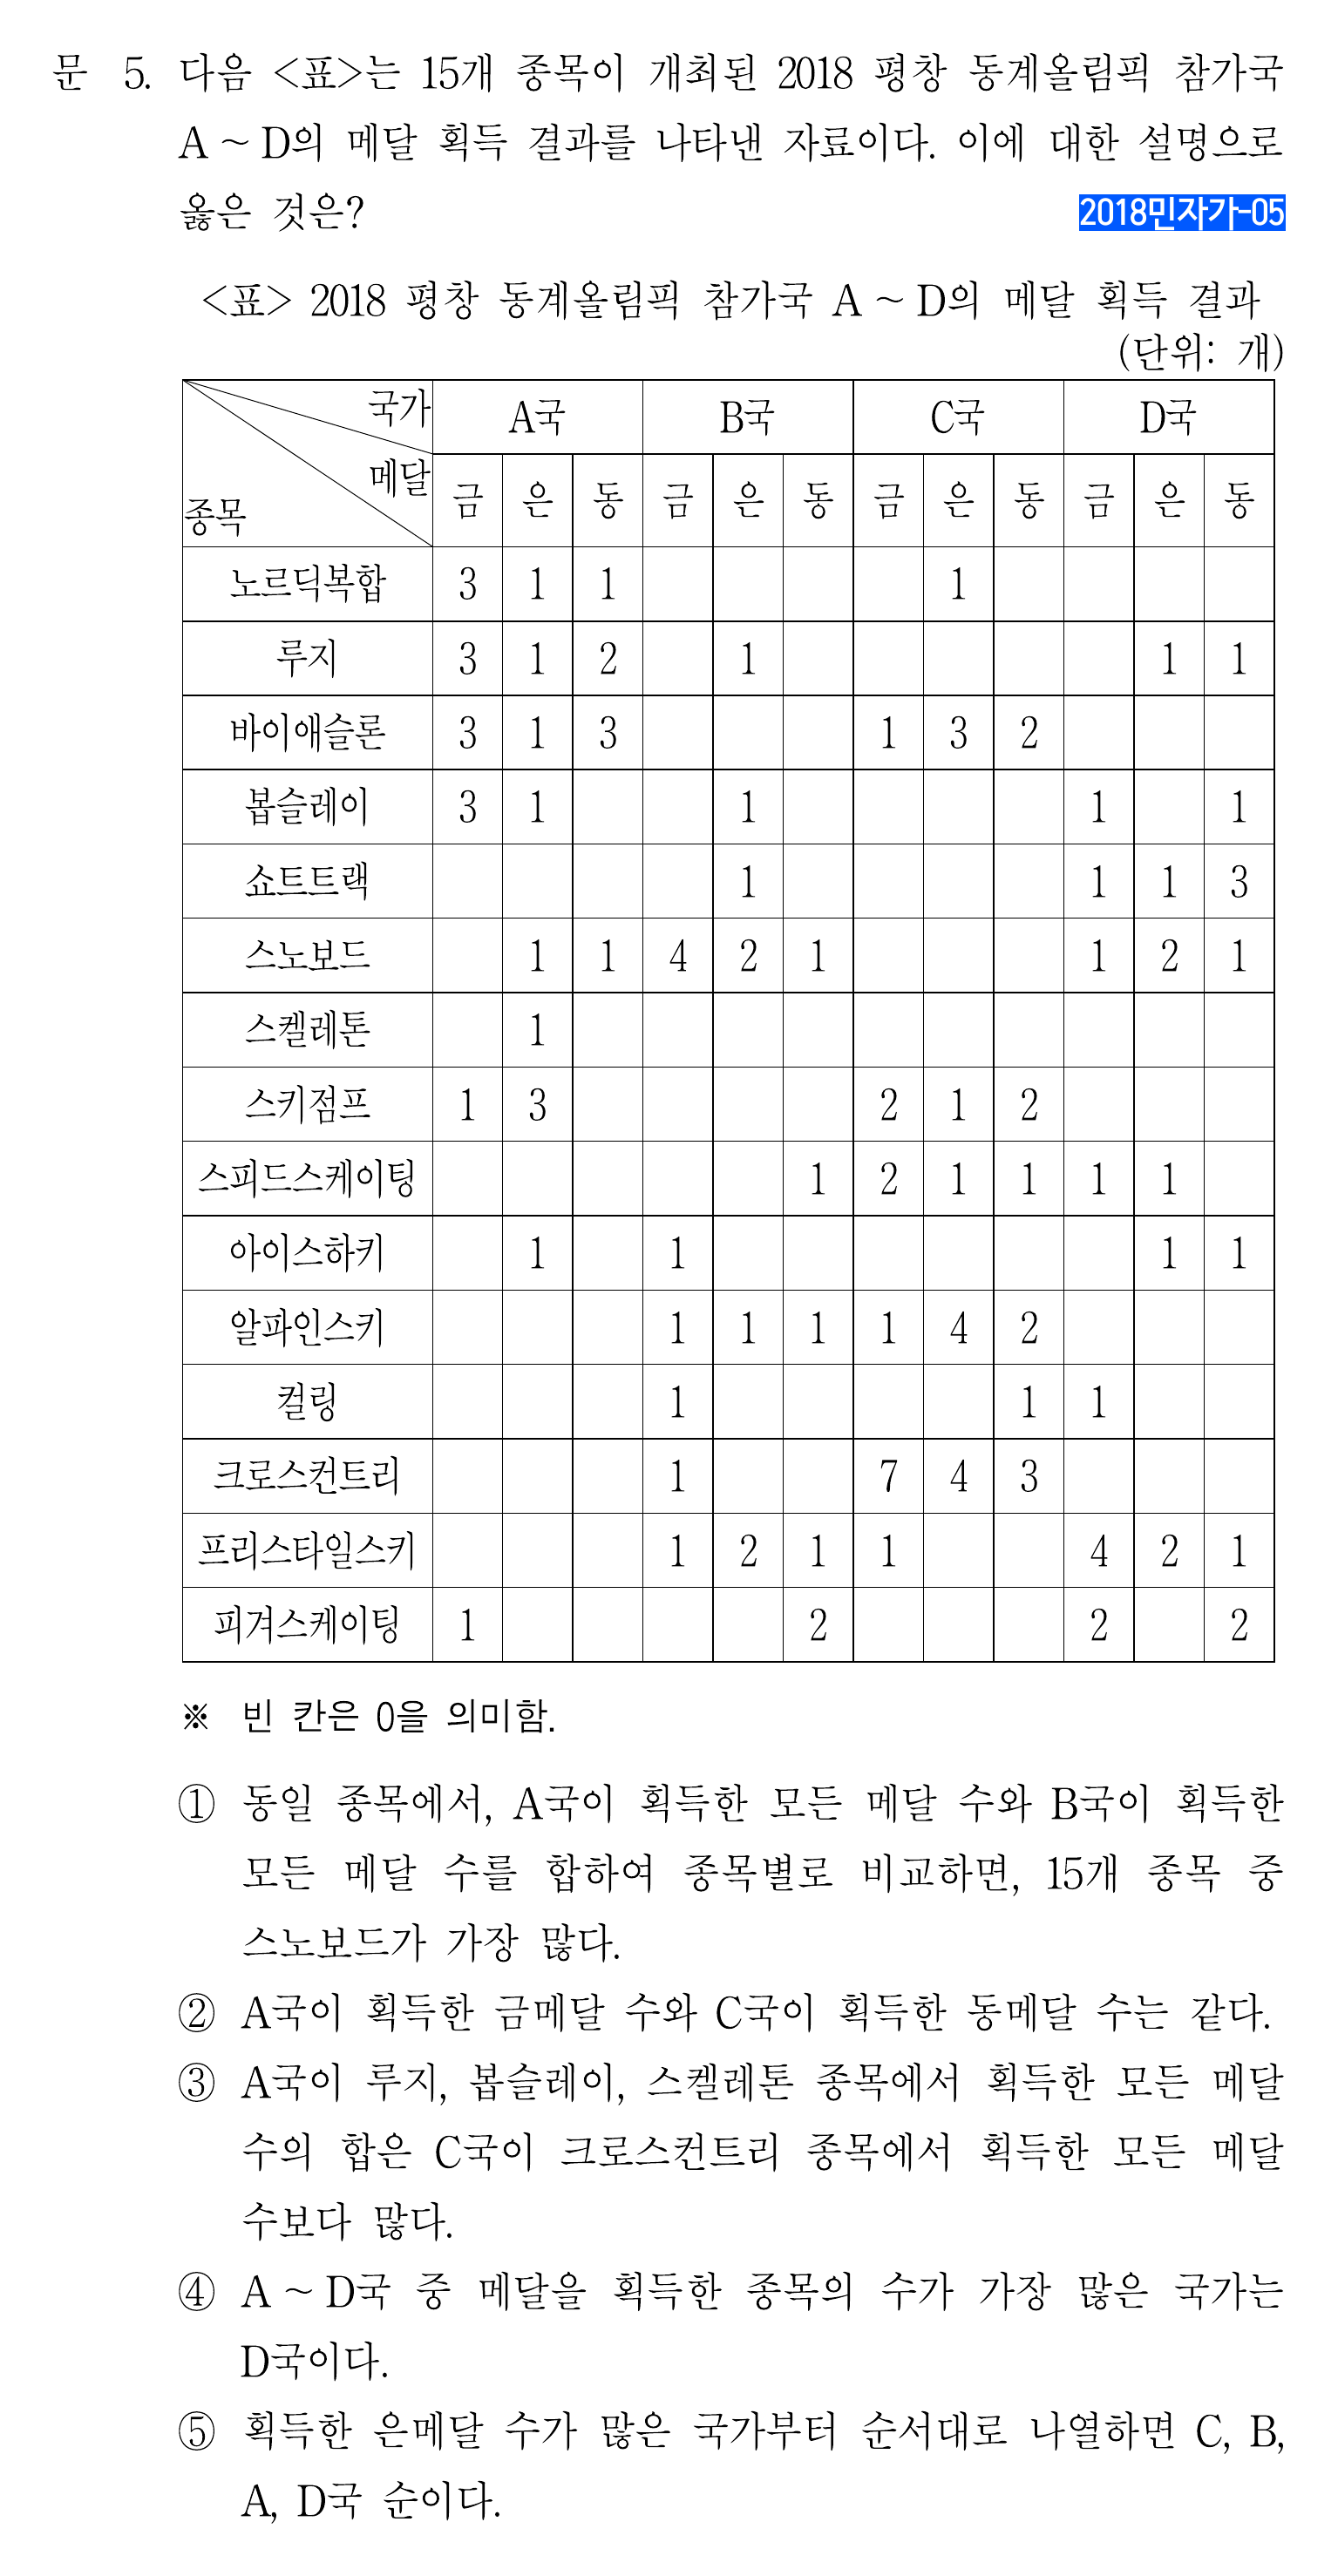 문 5. 다음 <표>는 15개 종목이 개최된 2018 평창 동계올림픽 참가국
A ~ D의 메달 획득 결과를 나타낸 자료이다. 이에 대한 설명으로
옳은 것은?
2018민자가-05
<표> 2018 평창 동계올림픽 참가국 A ~ D의 메달 획득 결과
(단위: 개)
국가 A국 B국 C국 D국
메달
종목 금 은 동 금 은 동 금 은 동 금 은 동
노르딕복합 3 1 1 1
루지 3 1 2 1 1 1
바이애슬론 3 1 3 1 3 2
봅슬레이 3 1 1 1 1
쇼트트랙 1 1 1 3
스노보드 1 1 4 2 1 1 2 1
스켈레톤 1
스키점프 1 3 2 1 2
스피드스케이팅 1 2 1 1 1 1
아이스하키 1 1 1 1
알파인스키 1 1 1 1 4 2
컬링 1 1 1
크로스컨트리 1 7 4 3
프리스타일스키 1 2 1 1 4 2 1
피겨스케이팅 1 2 2 2
※ 빈 칸은 0을 의미함.
① 동일 종목에서, A국이 획득한 모든 메달 수와 B국이 획득한
모든 메달 수를 합하여 종목별로 비교하면, 15개 종목 중
스노보드가 가장 많다.
② A국이 획득한 금메달 수와 C국이 획득한 동메달 수는 같다.
③ A국이 루지, 봅슬레이, 스켈레톤 종목에서 획득한 모든 메달
수의 합은 C국이 크로스컨트리 종목에서 획득한 모든 메달
수보다 많다.
④ A ~ D국 중 메달을 획득한 종목의 수가 가장 많은 국가는
D국이다.
⑤ 획득한 은메달 수가 많은 국가부터 순서대로 나열하면 C, B,
A, D국 순이다.